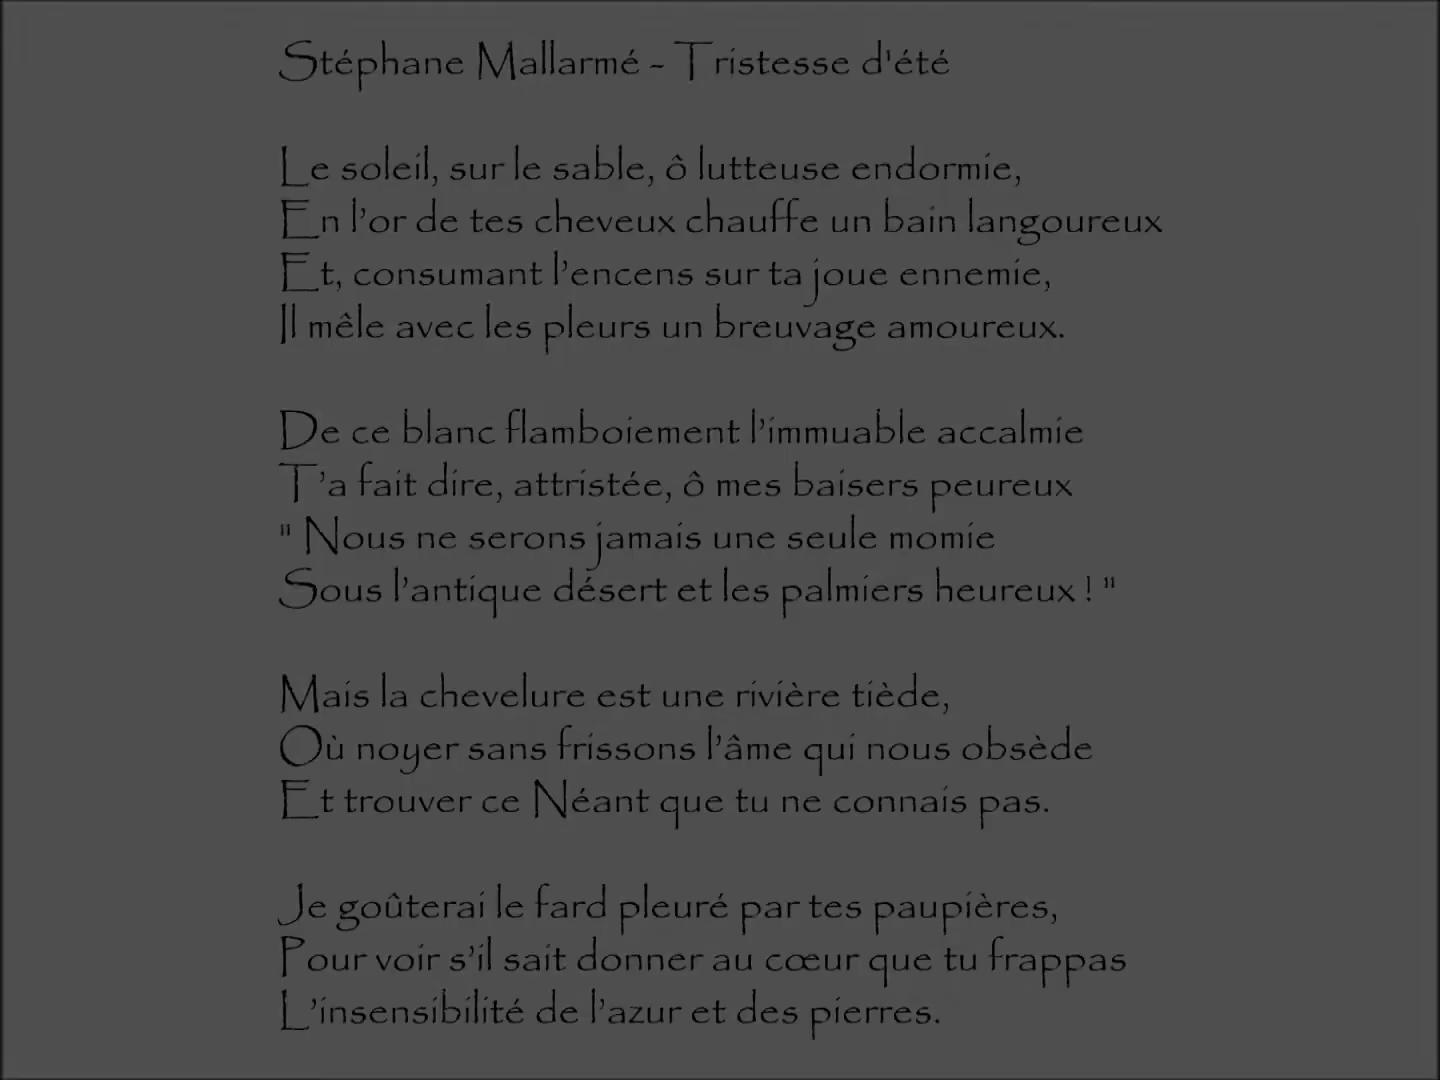 Stéphane Mallarmé - Tristesse d'été
Le soleil, sur le sable, ô lutteuse endormie,
En l’or de tes cheveux chauffe un bain langoureux
Et, consumant l’encens sur ta joue ennemie,
Il mêle avec les pleurs un breuvage amoureux.
De ce blanc flamboiement l’immuable accalmie
T’a fait dire, attristée, ô mes baisers peureux
" Nous ne serons jamais une seule momie
Sous l’antique désert et les palmiers heureux ! "
Mais la chevelure est une rivière tiède,
Où noyer sans frissons l’âme qui nous obsède
Et trouver ce Néant que tu ne connais pas.
Je goûterai le fard pleuré par tes paupières,
Pour voir s’il sait donner au cœur que tu frappas
L’insensibilité de l’azur et des pierres.